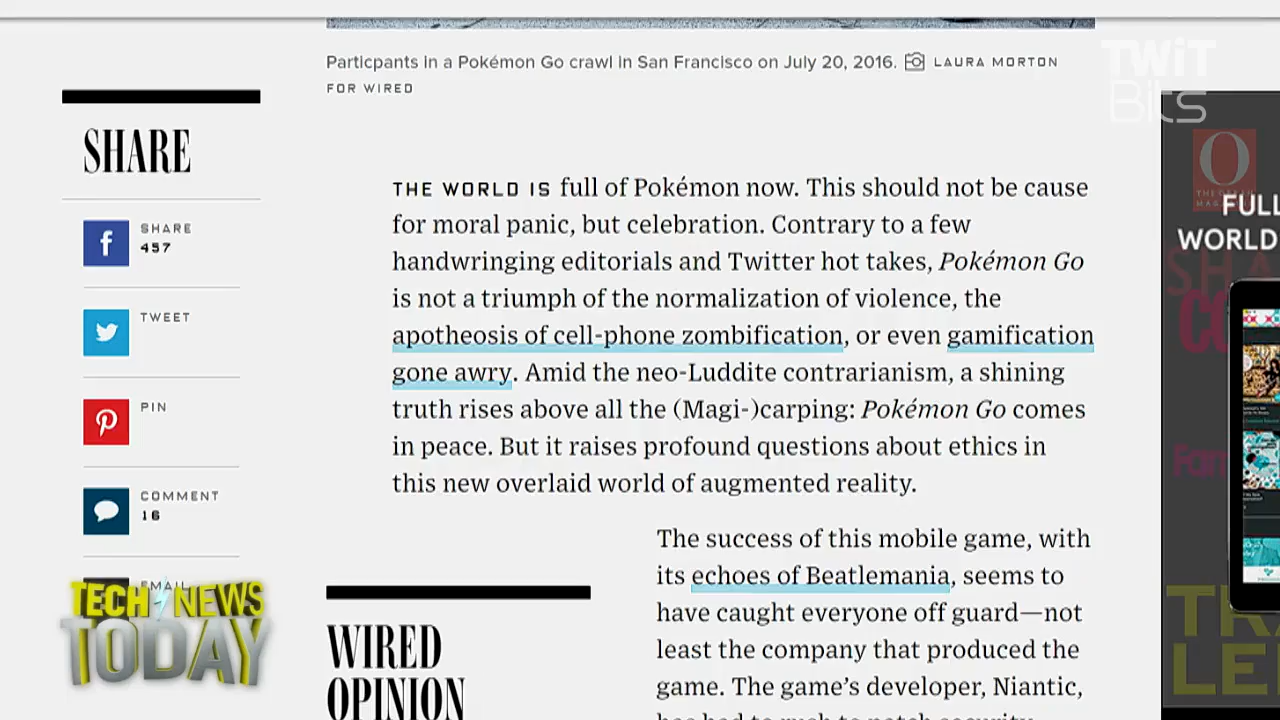 Particpants in a Pokémon Go crawl in San Francisco on July 20, 2016. LAURA MORTON
FOR WIRED
TWiT
Bits
SHARE
SHARE
457
TWEET
PIN
COMMENT
16
EMAIL
TECH NEWS
TODAY
THE WORLD IS full of Pokémon now. This should not be cause
for moral panic, but celebration. Contrary to a few
handwringing editorials and Twitter hot takes, Pokémon Go
is not a triumph of the normalization of violence, the
apotheosis of cell-phone zombification, or even gamification
gone awry. Amid the neo-Luddite contrarianism, a shining
truth rises above all the (Magi-)carping: Pokémon Go comes
in peace. But it raises profound questions about ethics in
this new overlaid world of augmented reality.
The success of this mobile game, with
its echoes of Beatlemania, seems to
have caught everyone off guard—not
least the company that produced the
game. The game's developer, Niantic,
WIRED
OPINION
FULL
WORLD